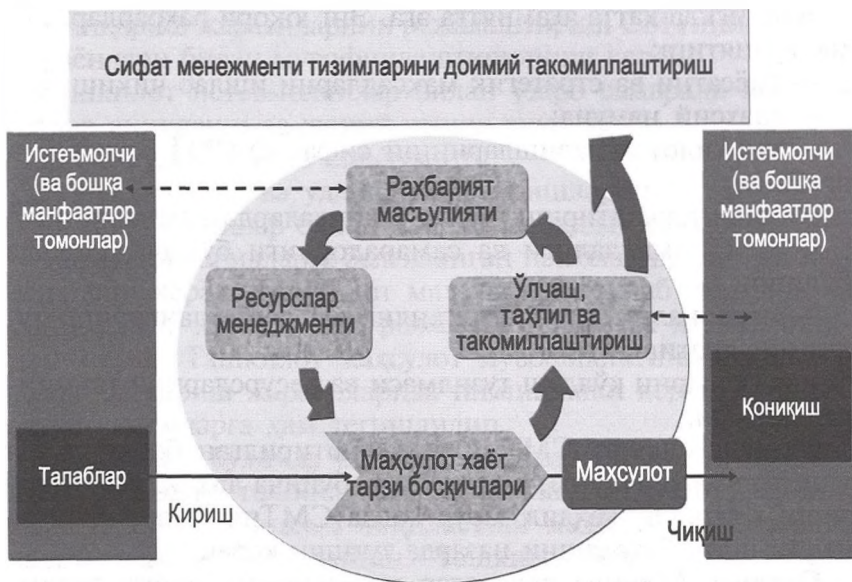 Сифат менежменти тизимларини доимий такомиллаштириш
Истеъмолчи
(ва бошқа
манфаатдор
томонлар)
Раҳбарият
масъулияти
Истеъмолчи
(ва бошқа
манфаатдор
томонлар)
Ресурслар
менежменти
Ўлчаш,
таҳлил ва
такомиллаштириш
Қониқиш
Талаблар
Маҳсулот хаёт
тарзи босқичлари
Маҳсулот
Кириш
Чиқиш